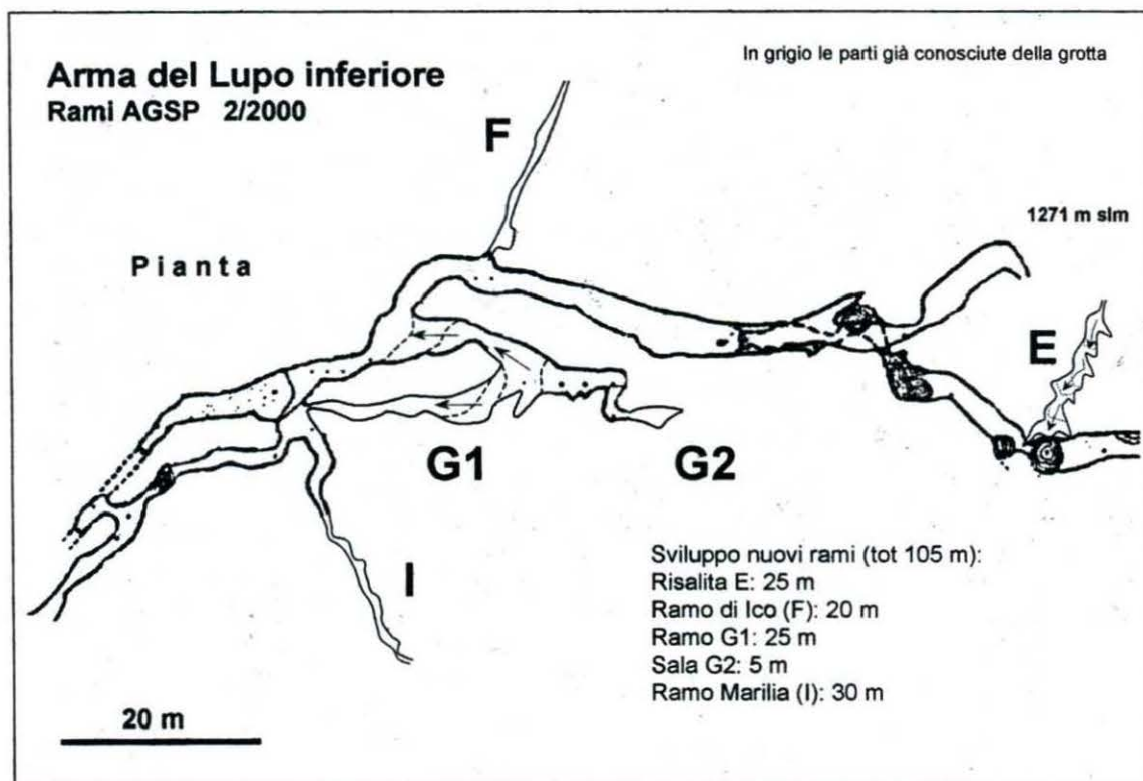 In grigio le parti già conosciute della grotta
Arma del Lupo inferiore
Rami AGSP 2/2000
F
1271 m slm
Pianta
E
G1
G2
I
Sviluppo nuovi rami (tot 105 m):
Risalita E: 25 m
Ramo di Ico (F): 20 m
Ramo G1: 25 m
Sala G2: 5 m
Ramo Marilia (I): 30 m
20 m